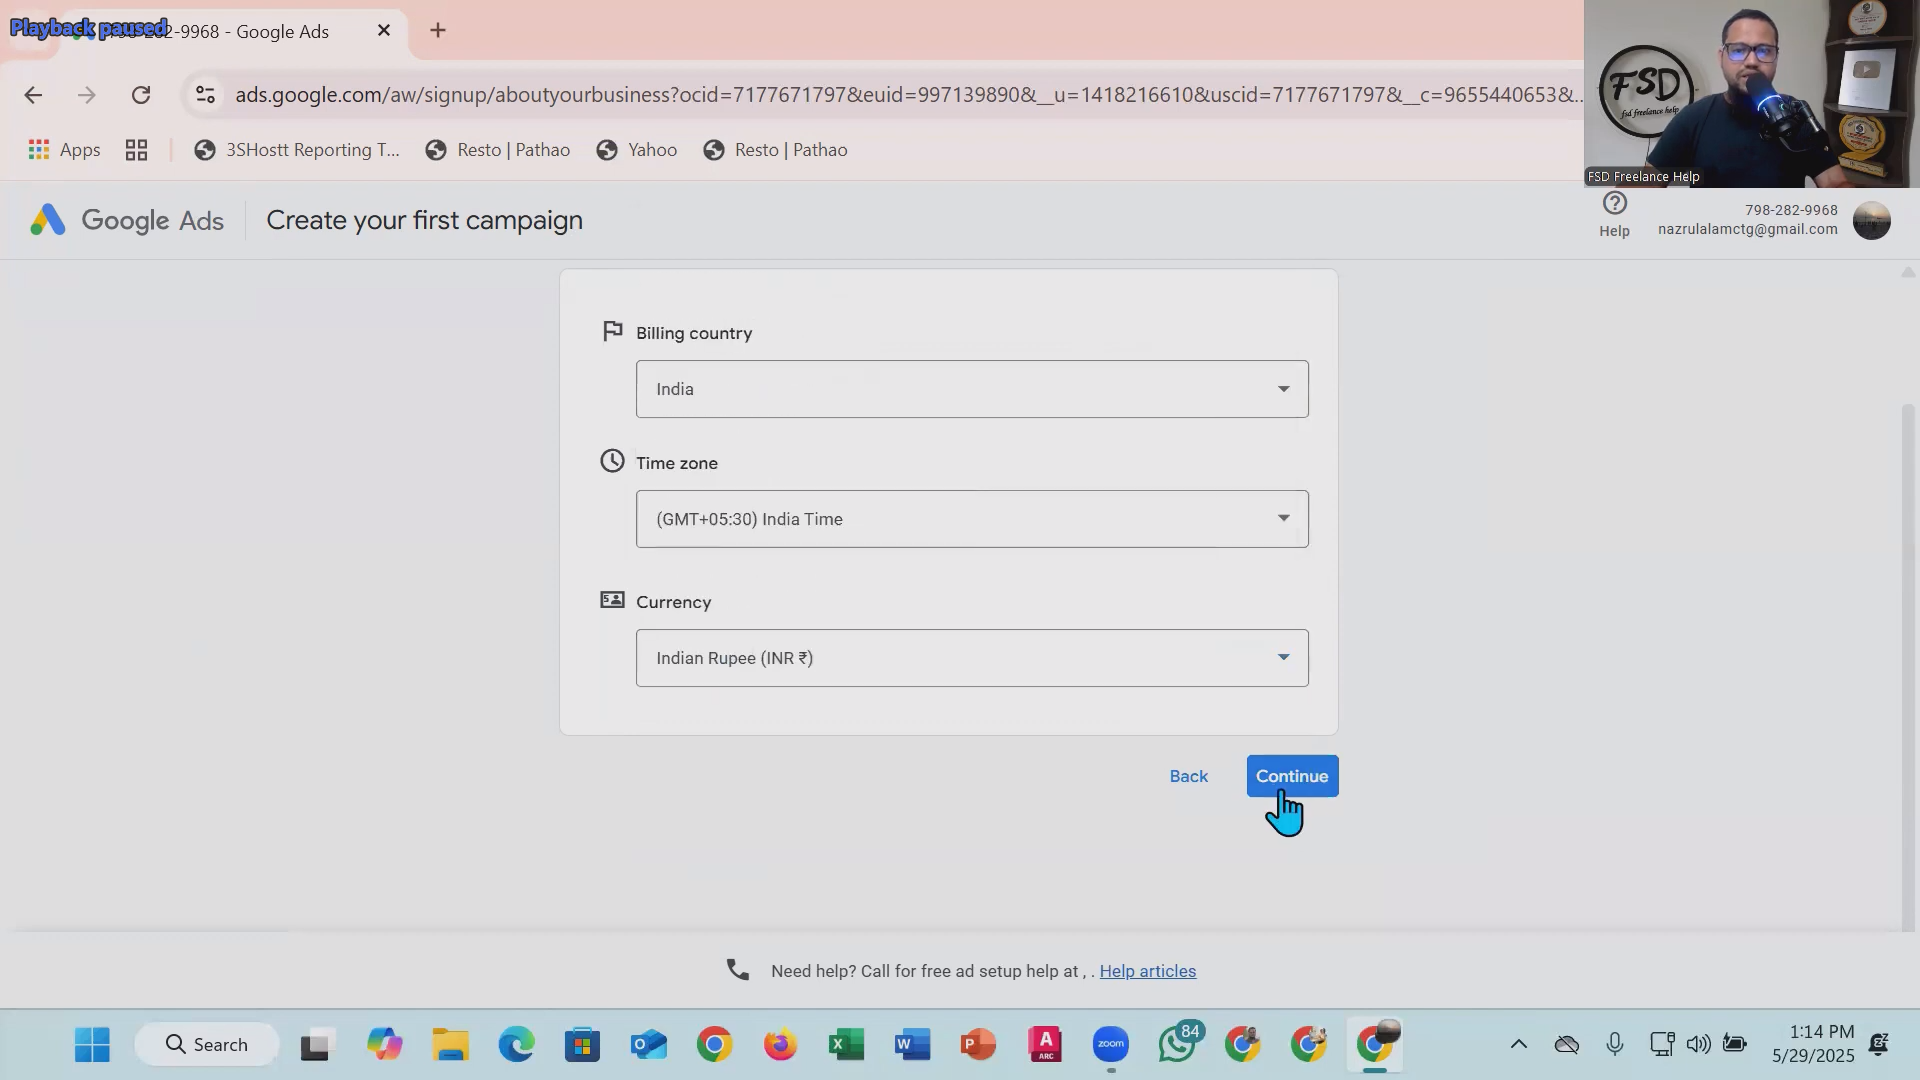 Playback paused
2-9968 - Google Ads
ads.google.com/aw/signup/aboutyourbusiness?ocid=7177671797&euid=997139890&__u=1418216610&uscid=7177671797&__c=9655440653&...
Apps
3SHostt Reporting T...
Resto | Pathao
Yahoo
Resto | Pathao
FSD
fsd freelance help
FSD Freelance Help
Google Ads
Create your first campaign
Help
798-282-9968
nazrulalamctg@gmail.com
Billing country
India
Time zone
(GMT+05:30) India Time
Currency
Indian Rupee (INR ₹)
Back
Continue
Need help? Call for free ad setup help at , . Help articles
Search
zoom
84
1:14 PM
5/29/2025